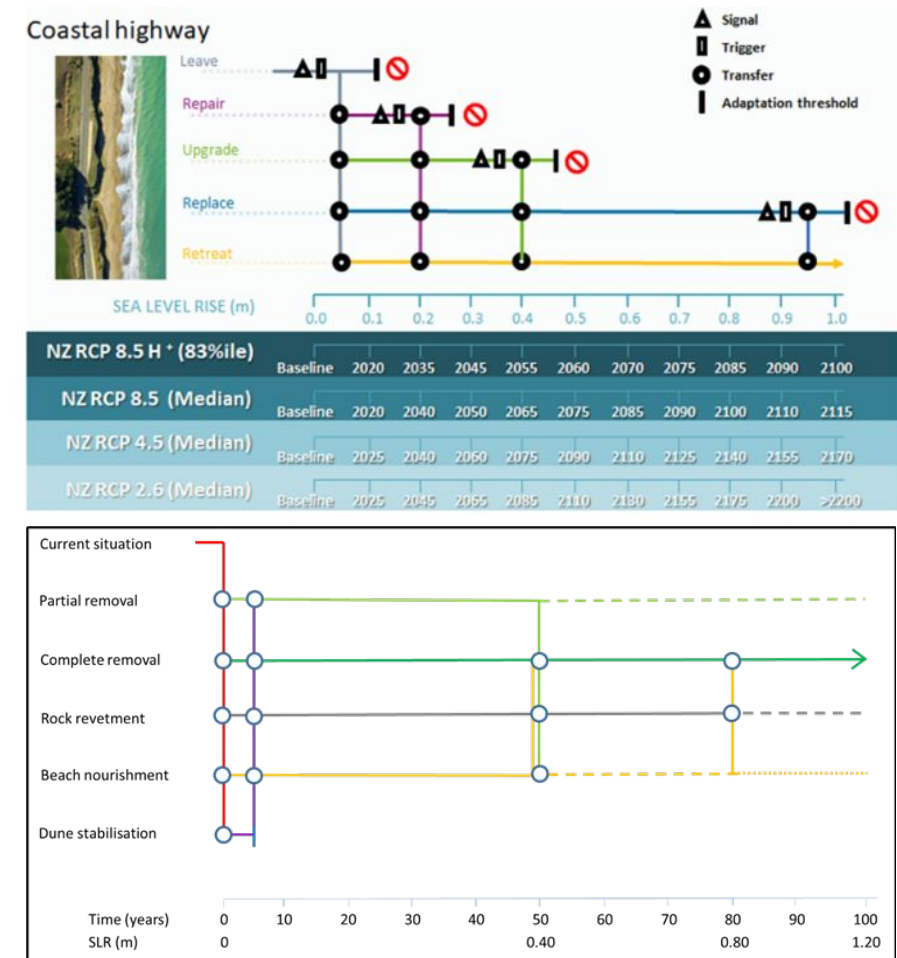 Coastal highway
Signal
Trigger
Transfer
Adaptation threshold
Leave
Repair
Upgrade
Replace
Retreat
SEA LEVEL RISE (m)
0.0 0.1 0.2 0.3 0.4 0.5 0.6 0.7 0.8 0.9 1.0
NZ RCP 8.5 H+ (83%ile)
Baseline 2020 2035 2045 2055 2060 2070 2075 2085 2090 2100
NZ RCP 8.5 (Median)
Baseline 2020 2040 2050 2065 2075 2085 2090 2100 2110 2115
NZ RCP 4.5 (Median)
Baseline 2025 2040 2060 2075 2090 2110 2125 2140 2155 2170
NZ RCP 2.6 (Median)
Baseline 2025 2045 2065 2085 2110 2130 2155 2175 2200 >2200
Current situation
Partial removal
Complete removal
Rock revetment
Beach nourishment
Dune stabilisation
Time (years) 0 10 20 30 40 50 60 70 80 90 100
SLR (m) 0 0.40 0.80 1.20